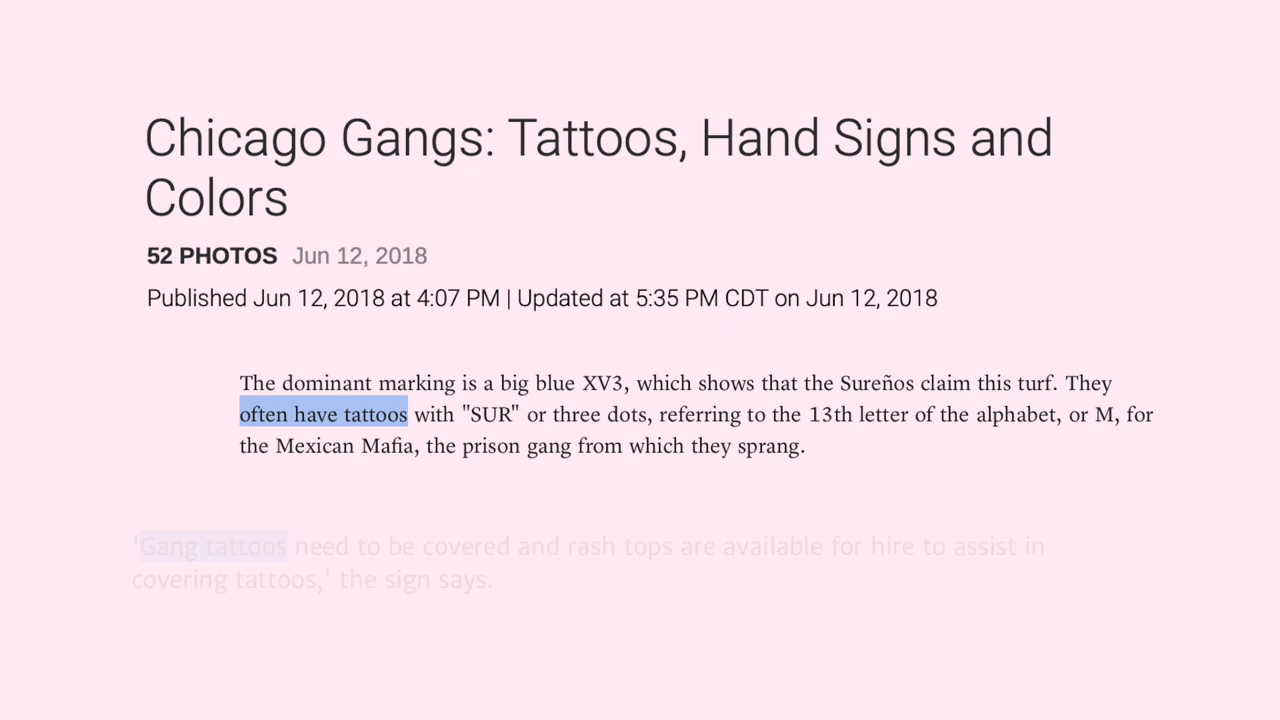 Chicago Gangs: Tattoos, Hand Signs and
Colors
52 PHOTOS Jun 12, 2018
Published Jun 12, 2018 at 4:07 PM | Updated at 5:35 PM CDT on Jun 12, 2018
The dominant marking is a big blue XV3, which shows that the Sureños claim this turf. They
often have tattoos with "SUR" or three dots, referring to the 13th letter of the alphabet, or M, for
the Mexican Mafia, the prison gang from which they sprang.
'Gang tattoos need to be covered and rash tops are available for hire to assist in
covering tattoos,' the sign says.